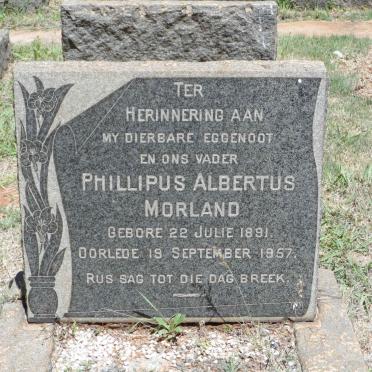 TER
HERINNERING AAN
MY DIERBARE EGGENOOT
EN ONS VADER
PHILLIPUS ALBERTUS
MORLAND
GEBORE 22 JULIE 1891.
OORLEDE 19 SEPTEMBER 1957.
RUS SAG TOT DIE DAG BREEK.